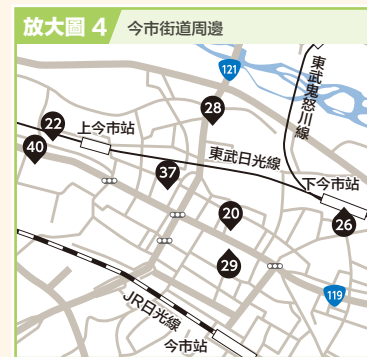 放大圖 4 今市街道周邊
121
東武鬼怒川線
28
22
上今市站
40
東武日光線
37
下今市站
20
26
29
119
JR日光線
今市站